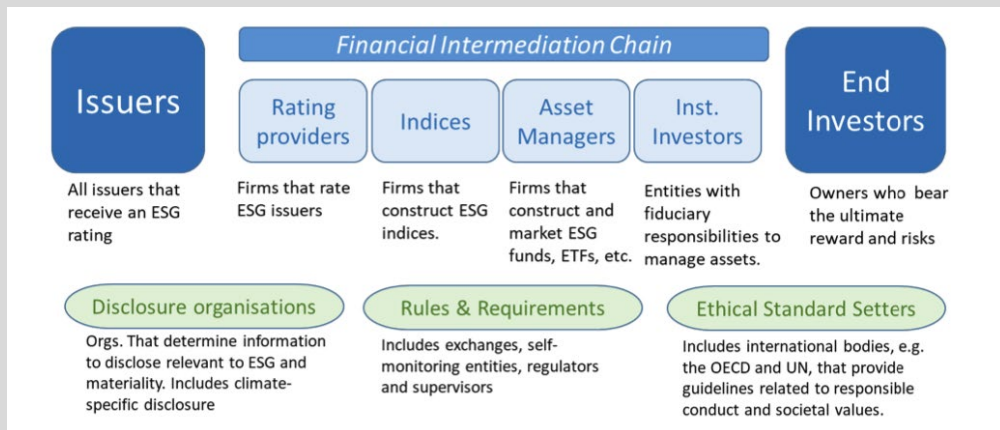 Issuers
Financial Intermediation Chain
Rating
providers
Indices
Asset
Managers
Inst.
Investors
End
Investors
All issuers that
receive an ESG
rating
Firms that rate
ESG issuers
Firms that
construct ESG
indices.
Firms that
construct and
market ESG
funds, ETFs, etc.
Entities with
fiduciary
responsibilities to
manage assets.
Owners who bear
the ultimate
reward and risks
Disclosure organisations
Orgs. That determine information
to disclose relevant to ESG and
materiality. Includes climate-
specific disclosure
Rules & Requirements
Includes exchanges, self-
monitoring entities, regulators
and supervisors
Ethical Standard Setters
Includes international bodies, e.g.
the OECD and UN, that provide
guidelines related to responsible
conduct and societal values.